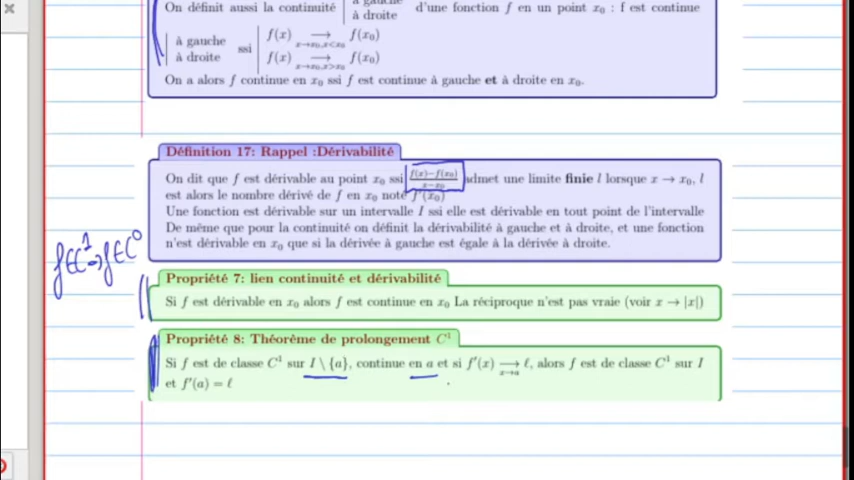 On définit aussi la continuité à gauche d'une fonction f en un point x₀ : f est continue
à droite
à gauche ssi f(x) ⟶ f(x₀)
x→x₀,x<x₀
à droite f(x) ⟶ f(x₀)
x→x₀,x>x₀
On a alors f continue en x₀ ssi f est continue à gauche et à droite en x₀.
Définition 17: Rappel :Dérivabilité
On dit que f est dérivable au point x₀ ssi f(x)−f(x₀)/x−x₀ admet une limite finie l lorsque x → x₀, l
est alors le nombre dérivé de f en x₀ noté f'(x₀)
Une fonction est dérivable sur un intervalle I ssi elle est dérivable en tout point de l'intervalle
De même que pour la continuité on définit la dérivabilité à gauche et à droite, et une fonction
n'est dérivable en x₀ que si la dérivée à gauche est égale à la dérivée à droite.
f∈C¹⇒f∈C⁰
Propriété 7: lien continuité et dérivabilité
Si f est dérivable en x₀ alors f est continue en x₀ La réciproque n'est pas vraie (voir x → |x|)
Propriété 8: Théorème de prolongement C¹
Si f est de classe C¹ sur I \ {a}, continue en a et si f'(x) ⟶ ℓ, alors f est de classe C¹ sur I
x→a
et f'(a) = ℓ